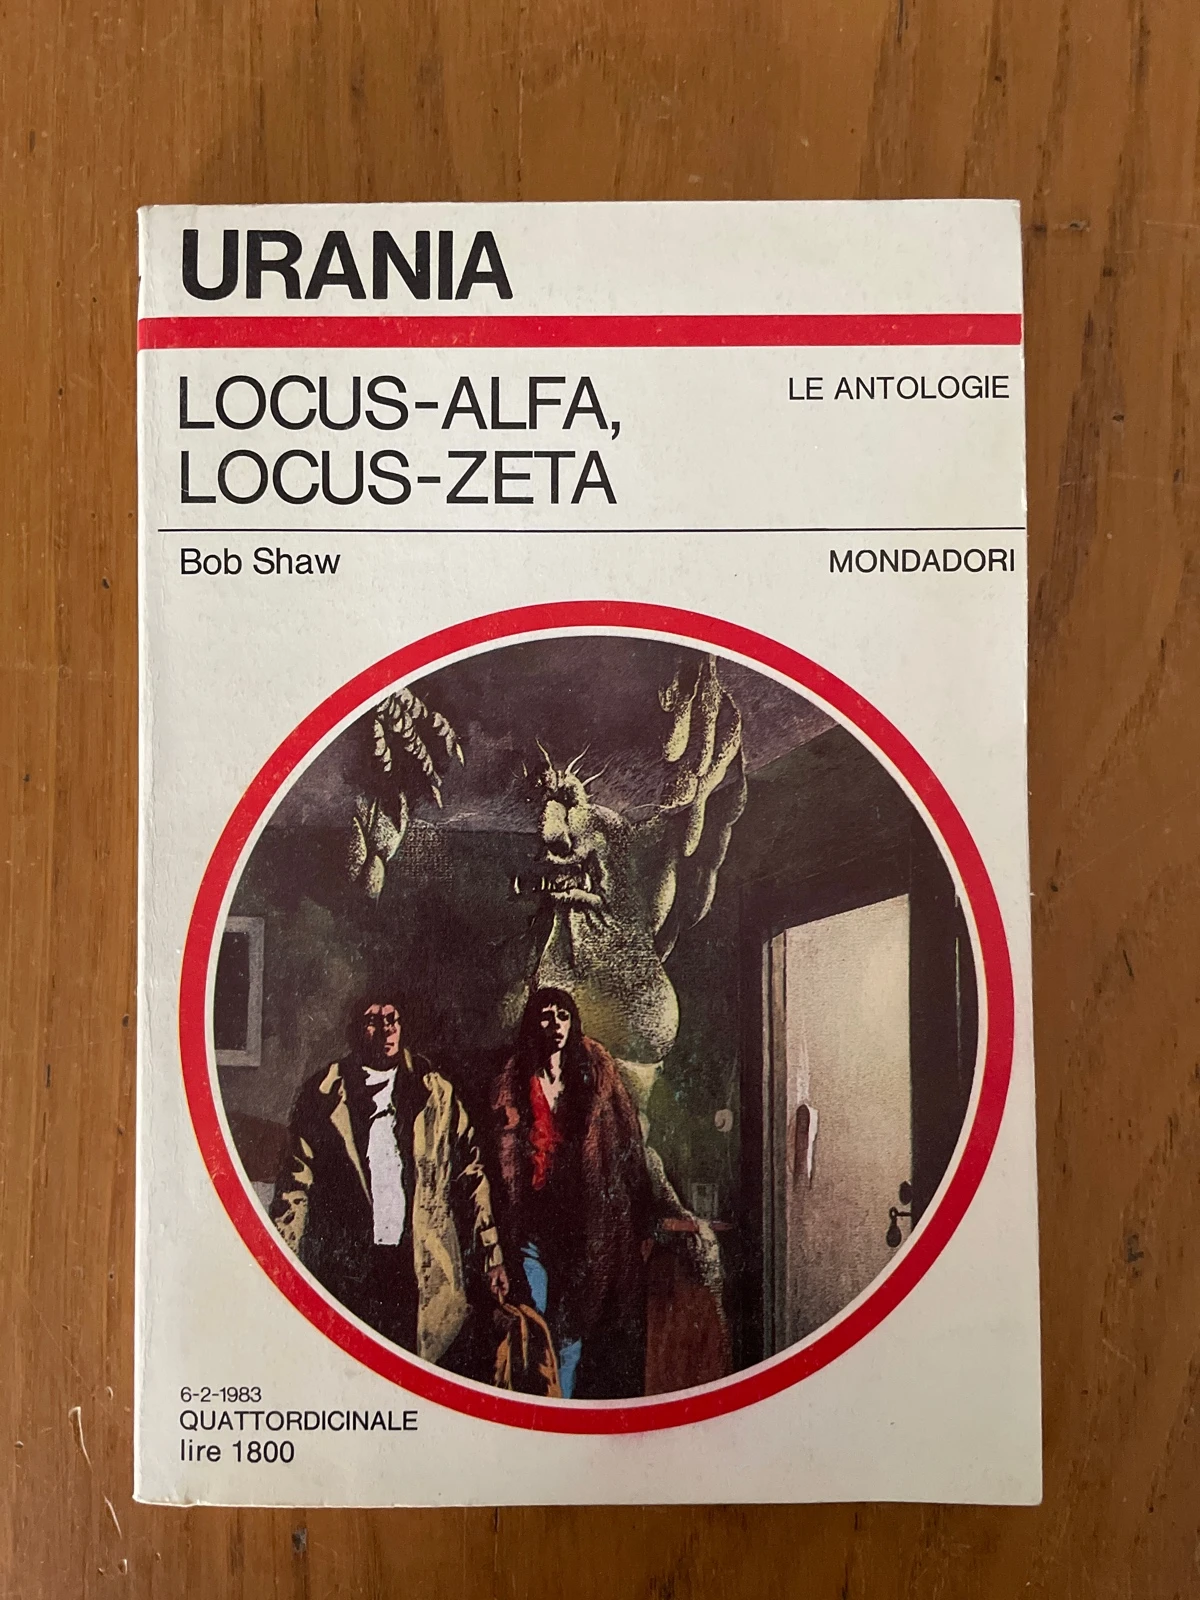 URANIA
LOCUS-ALFA,
LE ANTOLOGIE
LOCUS-ZETA
Bob Shaw
MONDADORI
6-2-1983
QUATTORDICINALE
lire 1800